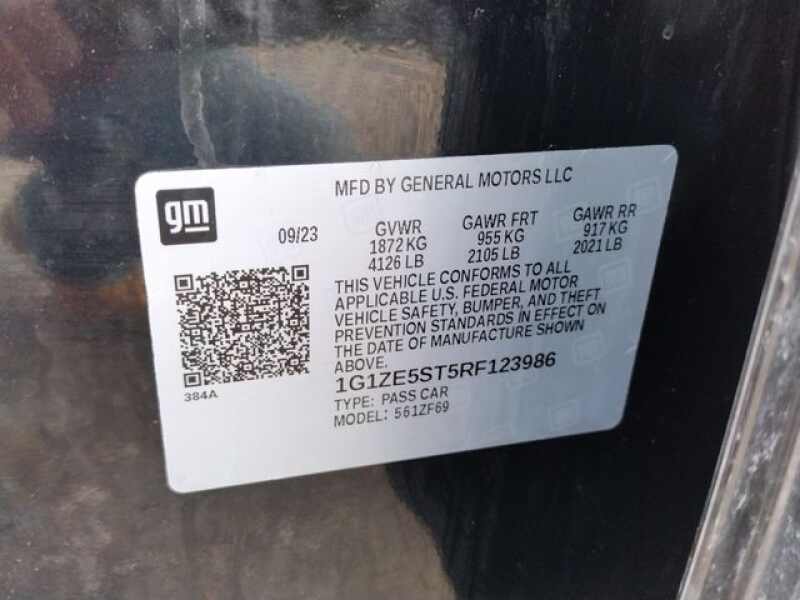 MFD BY GENERAL MOTORS LLC
gm
09/23
GVWR GAWR FRT GAWR RR
1872 KG 955 KG 917 KG
4126 LB 2105 LB 2021 LB
THIS VEHICLE CONFORMS TO ALL
APPLICABLE U.S. FEDERAL MOTOR
VEHICLE SAFETY, BUMPER, AND THEFT
PREVENTION STANDARDS IN EFFECT ON
THE DATE OF MANUFACTURE SHOWN
ABOVE.
1G1ZE5ST5RF123986
384A
TYPE: PASS CAR
MODEL: 561ZF69